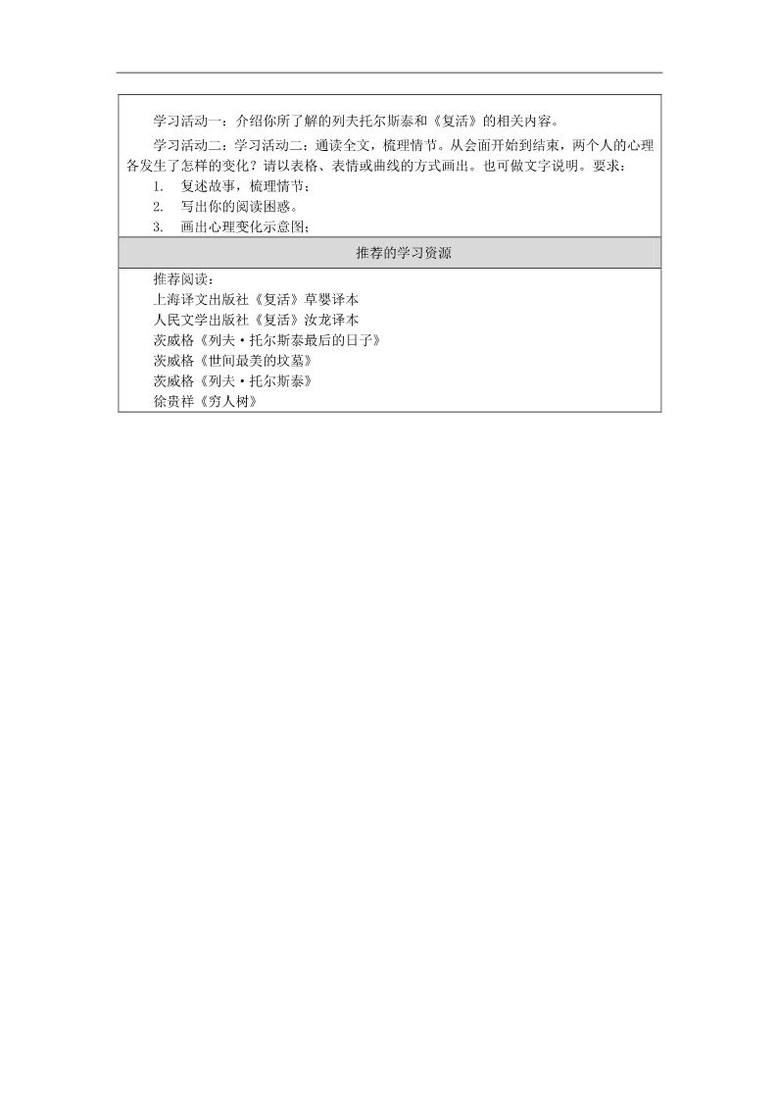 学习活动一：介绍你所了解的列夫托尔斯泰和《复活》的相关内容。
学习活动二：学习活动二：通读全文，梳理情节。从会面开始到结束，两个人的心理
各发生了怎样的变化？请以表格、表情或曲线的方式画出。也可做文字说明。要求：
1. 复述故事，梳理情节；
2. 写出你的阅读困惑。
3. 画出心理变化示意图；
推荐的学习资源
推荐阅读：
上海译文出版社《复活》草婴译本
人民文学出版社《复活》汝龙译本
茨威格《列夫·托尔斯泰最后的日子》
茨威格《世间最美的坟墓》
茨威格《列夫·托尔斯泰》
徐贵祥《穷人树》